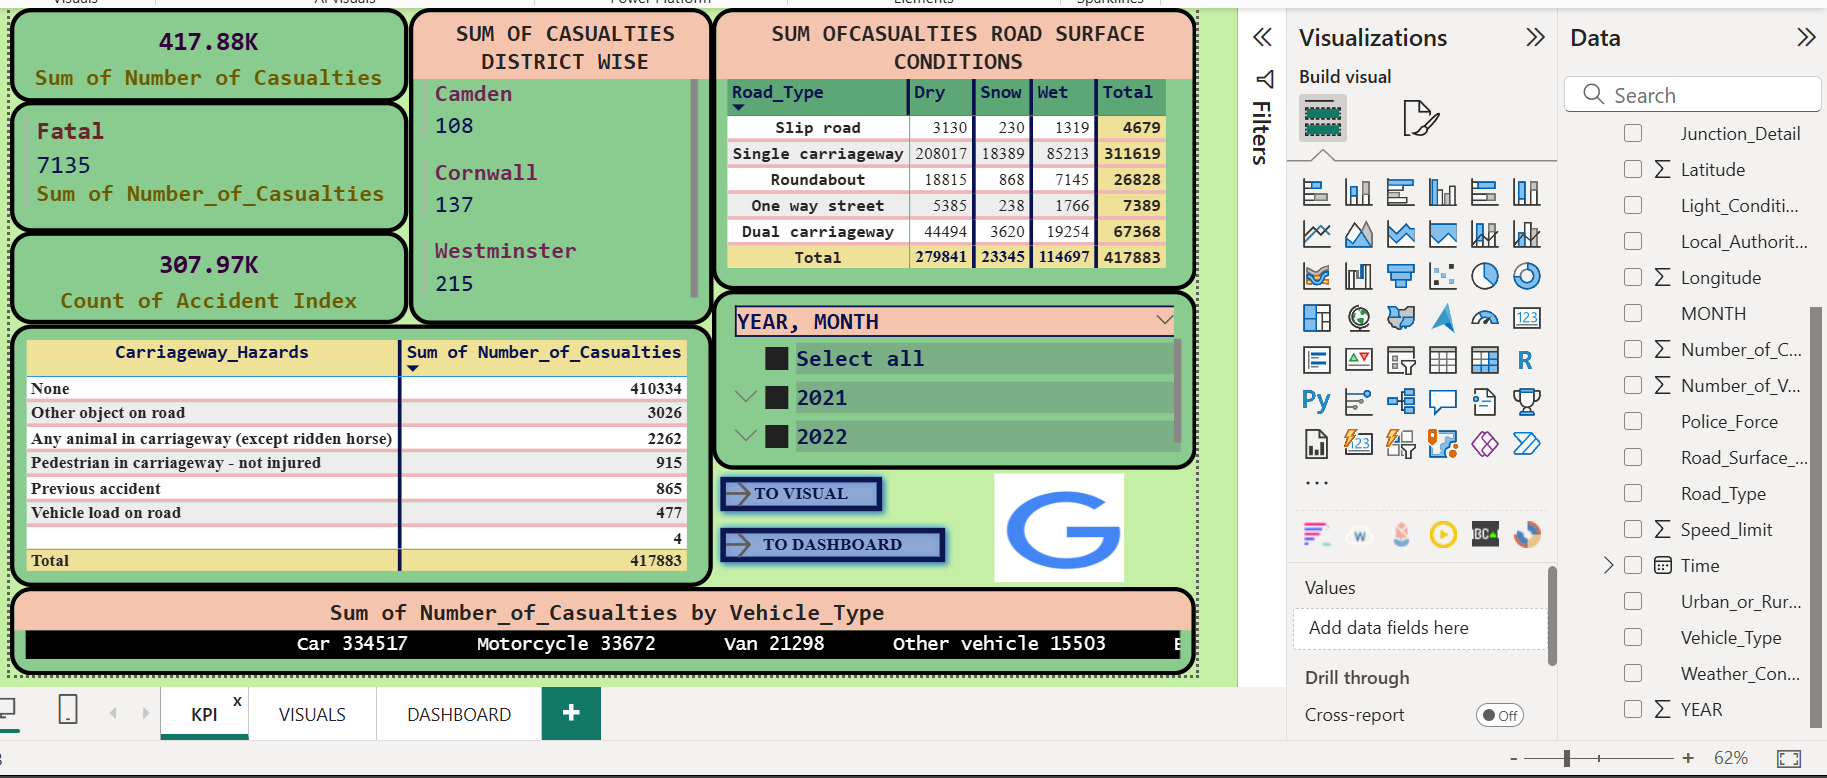 417.88K
Sum of Number of Casualties
Fatal
7135
Sum of Number_of_Casualties
307.97K
Count of Accident Index
SUM OF CASUALTIES
DISTRICT WISE
Camden
108
Cornwall
137
Westminster
215
SUM OFCASUALTIES ROAD SURFACE
CONDITIONS
Road_Type Dry Snow Wet Total
Slip road 3130 230 1319 4679
Single carriageway 208017 18389 85213 311619
Roundabout 18815 868 7145 26828
One way street 5385 238 1766 7389
Dual carriageway 44494 3620 19254 67368
Total 279841 23345 114697 417883
YEAR, MONTH
Select all
2021
2022
Carriageway_Hazards Sum of Number_of_Casualties
None 410334
Other object on road 3026
Any animal in carriageway (except ridden horse) 2262
Pedestrian in carriageway - not injured 915
Previous accident 865
Vehicle load on road 477
4
Total 417883
TO VISUAL
TO DASHBOARD
G
Sum of Number_of_Casualties by Vehicle_Type
Car 334517 Motorcycle 33672 Van 21298 Other vehicle 15503
KPI x VISUALS DASHBOARD +
Filters
Visualizations
Build visual
123
R
Py
123
Values
Add data fields here
Drill through
Cross-report Off
Data
Search
Junction_Detail
Σ Latitude
Light_Conditi...
Local_Authorit...
Σ Longitude
MONTH
Σ Number_of_C...
Σ Number_of_V...
Police_Force
Road_Surface_...
Road_Type
Σ Speed_limit
Time
Urban_or_Rur...
Vehicle_Type
Weather_Con...
Σ YEAR
- + 62%